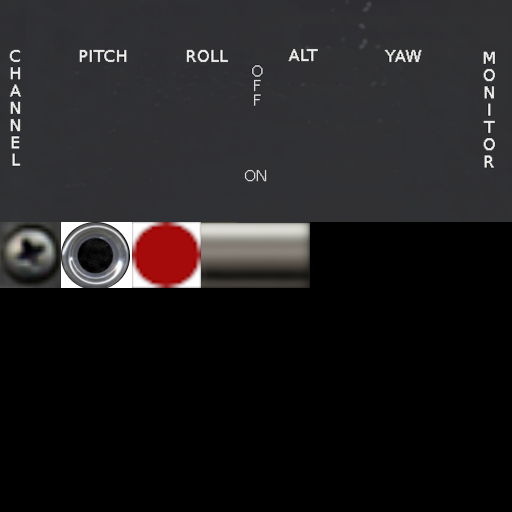 CHANNEL
PITCH ROLL ALT YAW
OFF
ON
MONITOR